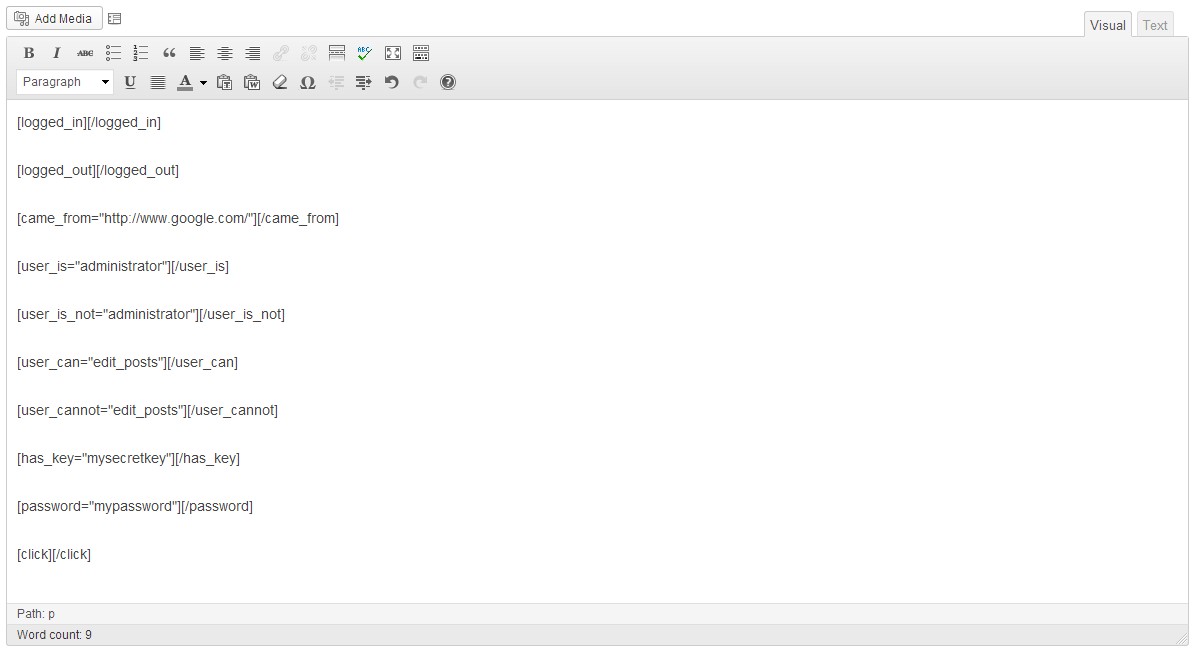 Add Media
Visual Text
B I ABC ABC
Paragraph U A T W Ω ?
[logged_in][/logged_in]
[logged_out][/logged_out]
[came_from="http://www.google.com/"][/came_from]
[user_is="administrator"][/user_is]
[user_is_not="administrator"][/user_is_not]
[user_can="edit_posts"][/user_can]
[user_cannot="edit_posts"][/user_cannot]
[has_key="mysecretkey"][/has_key]
[password="mypassword"][/password]
[click][/click]
Path: p
Word count: 9